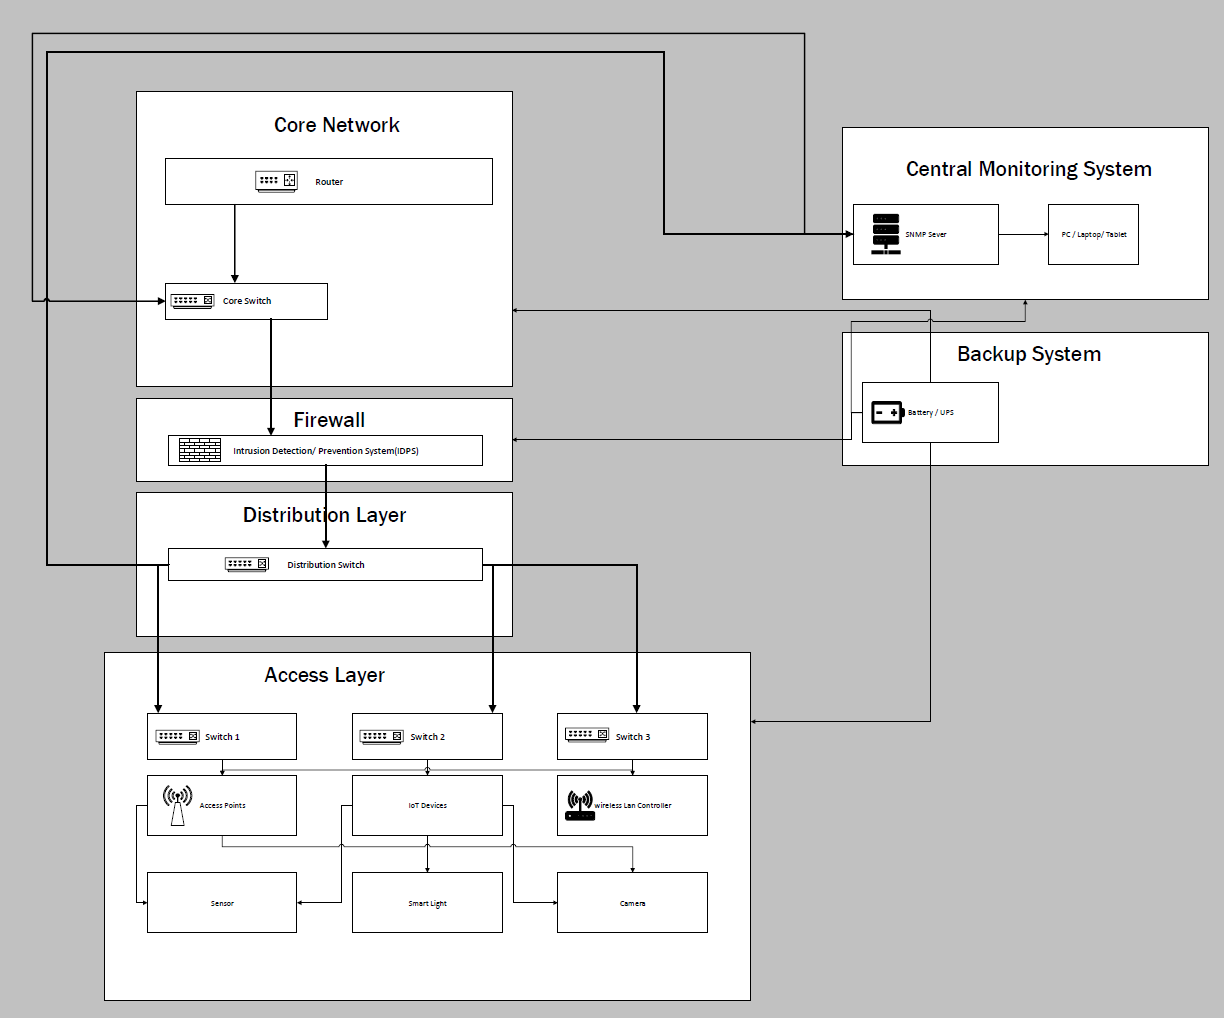 Core Network
Router
Core Switch
Central Monitoring System
SNMP Sever
PC / Laptop/ Tablet
Backup System
Battery / UPS
Firewall
Intrusion Detection/ Prevention System(IDPS)
Distribution Layer
Distribution Switch
Access Layer
Switch 1
Switch 2
Switch 3
Access Points
IoT Devices
wireless Lan Controller
Sensor
Smart Light
Camera